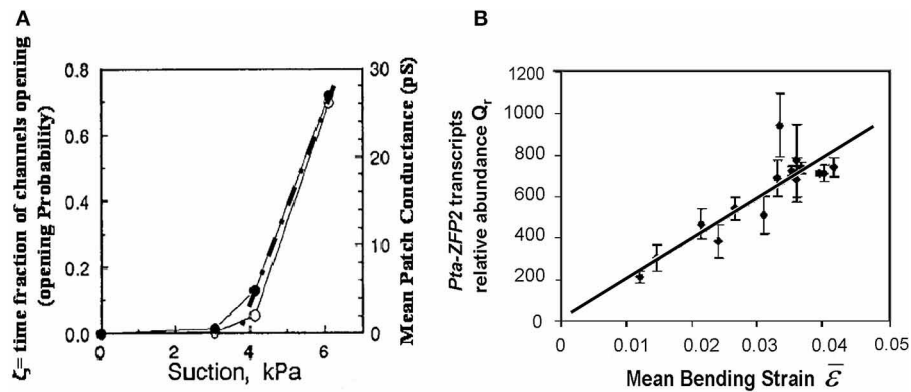 A
ζ= time fraction of channels opening
(opening Probability)
0.8
0.6
0.4
0.2
0.0
0
2
4
6
Suction, kPa
30
20
10
0
Mean Patch Conductance (pS)
B
Pta-ZFP2 transcripts
relative abundance Qr
1200
1000
800
600
400
200
0
0
0.01
0.02
0.03
0.04
0.05
Mean Bending Strain ε̅